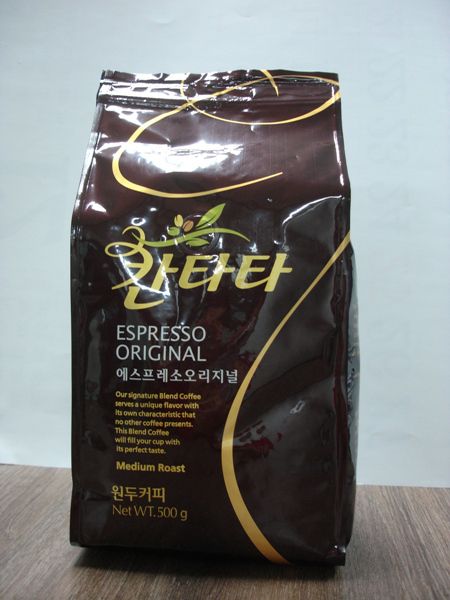 칸타타
ESPRESSO
ORIGINAL
에스프레소오리지널
Our signature Blend Coffee
serves a unique flavor with
its own characteristic that
no other coffee presents.
This Blend Coffee
will fill your cup with
its perfect taste.
Medium Roast
원두커피
Net WT. 500 g